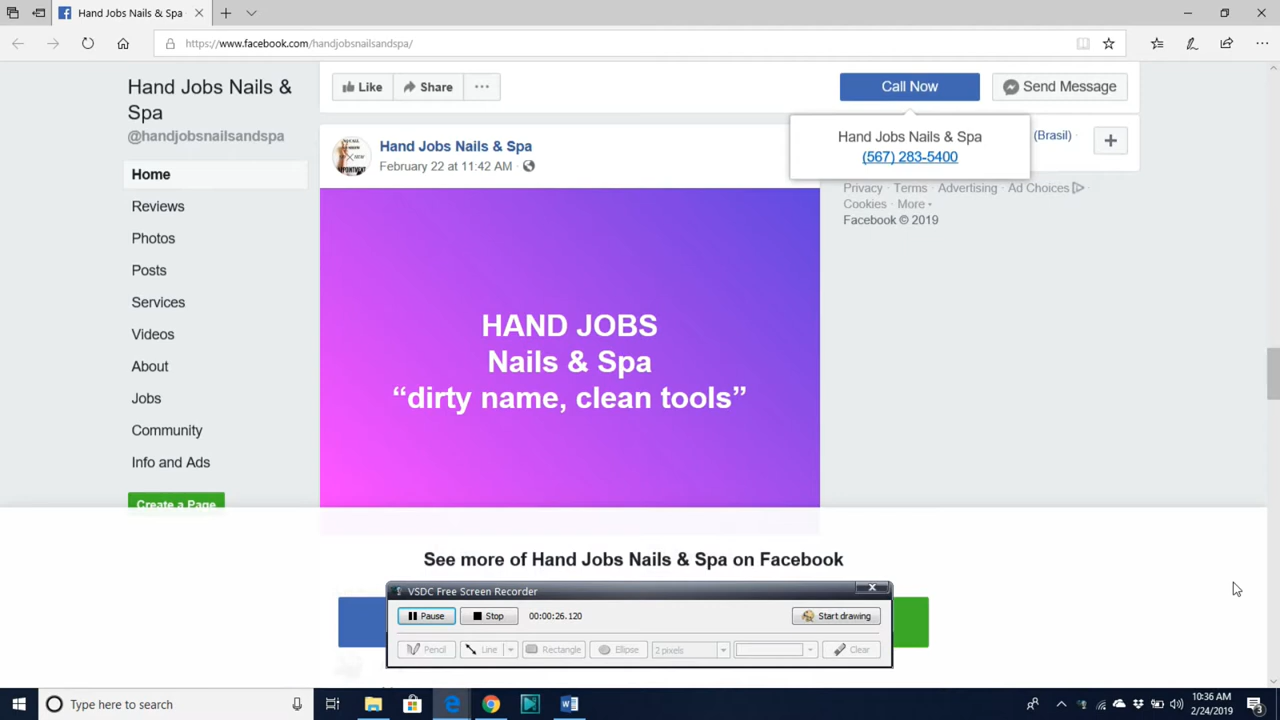 Hand Jobs Nails & Spa
https://www.facebook.com/handjobsnailsandspa/
Hand Jobs Nails &
Spa
@handjobsnailsandspa
Home
Reviews
Photos
Posts
Services
Videos
About
Jobs
Community
Info and Ads
Create a Page
Like
Share
Call Now
Send Message
Hand Jobs Nails & Spa
(567) 283-5400
Hand Jobs Nails & Spa
February 22 at 11:42 AM
HAND JOBS
Nails & Spa
“dirty name, clean tools”
(Brasil) ·
Privacy · Terms · Advertising · Ad Choices ·
Cookies · More
Facebook © 2019
See more of Hand Jobs Nails & Spa on Facebook
VSDC Free Screen Recorder
Pause
Stop
00:00:26.120
Start drawing
Pencil
Line
Rectangle
Ellipse
2 pixels
Clear
Type here to search
10:36 AM
2/24/2019